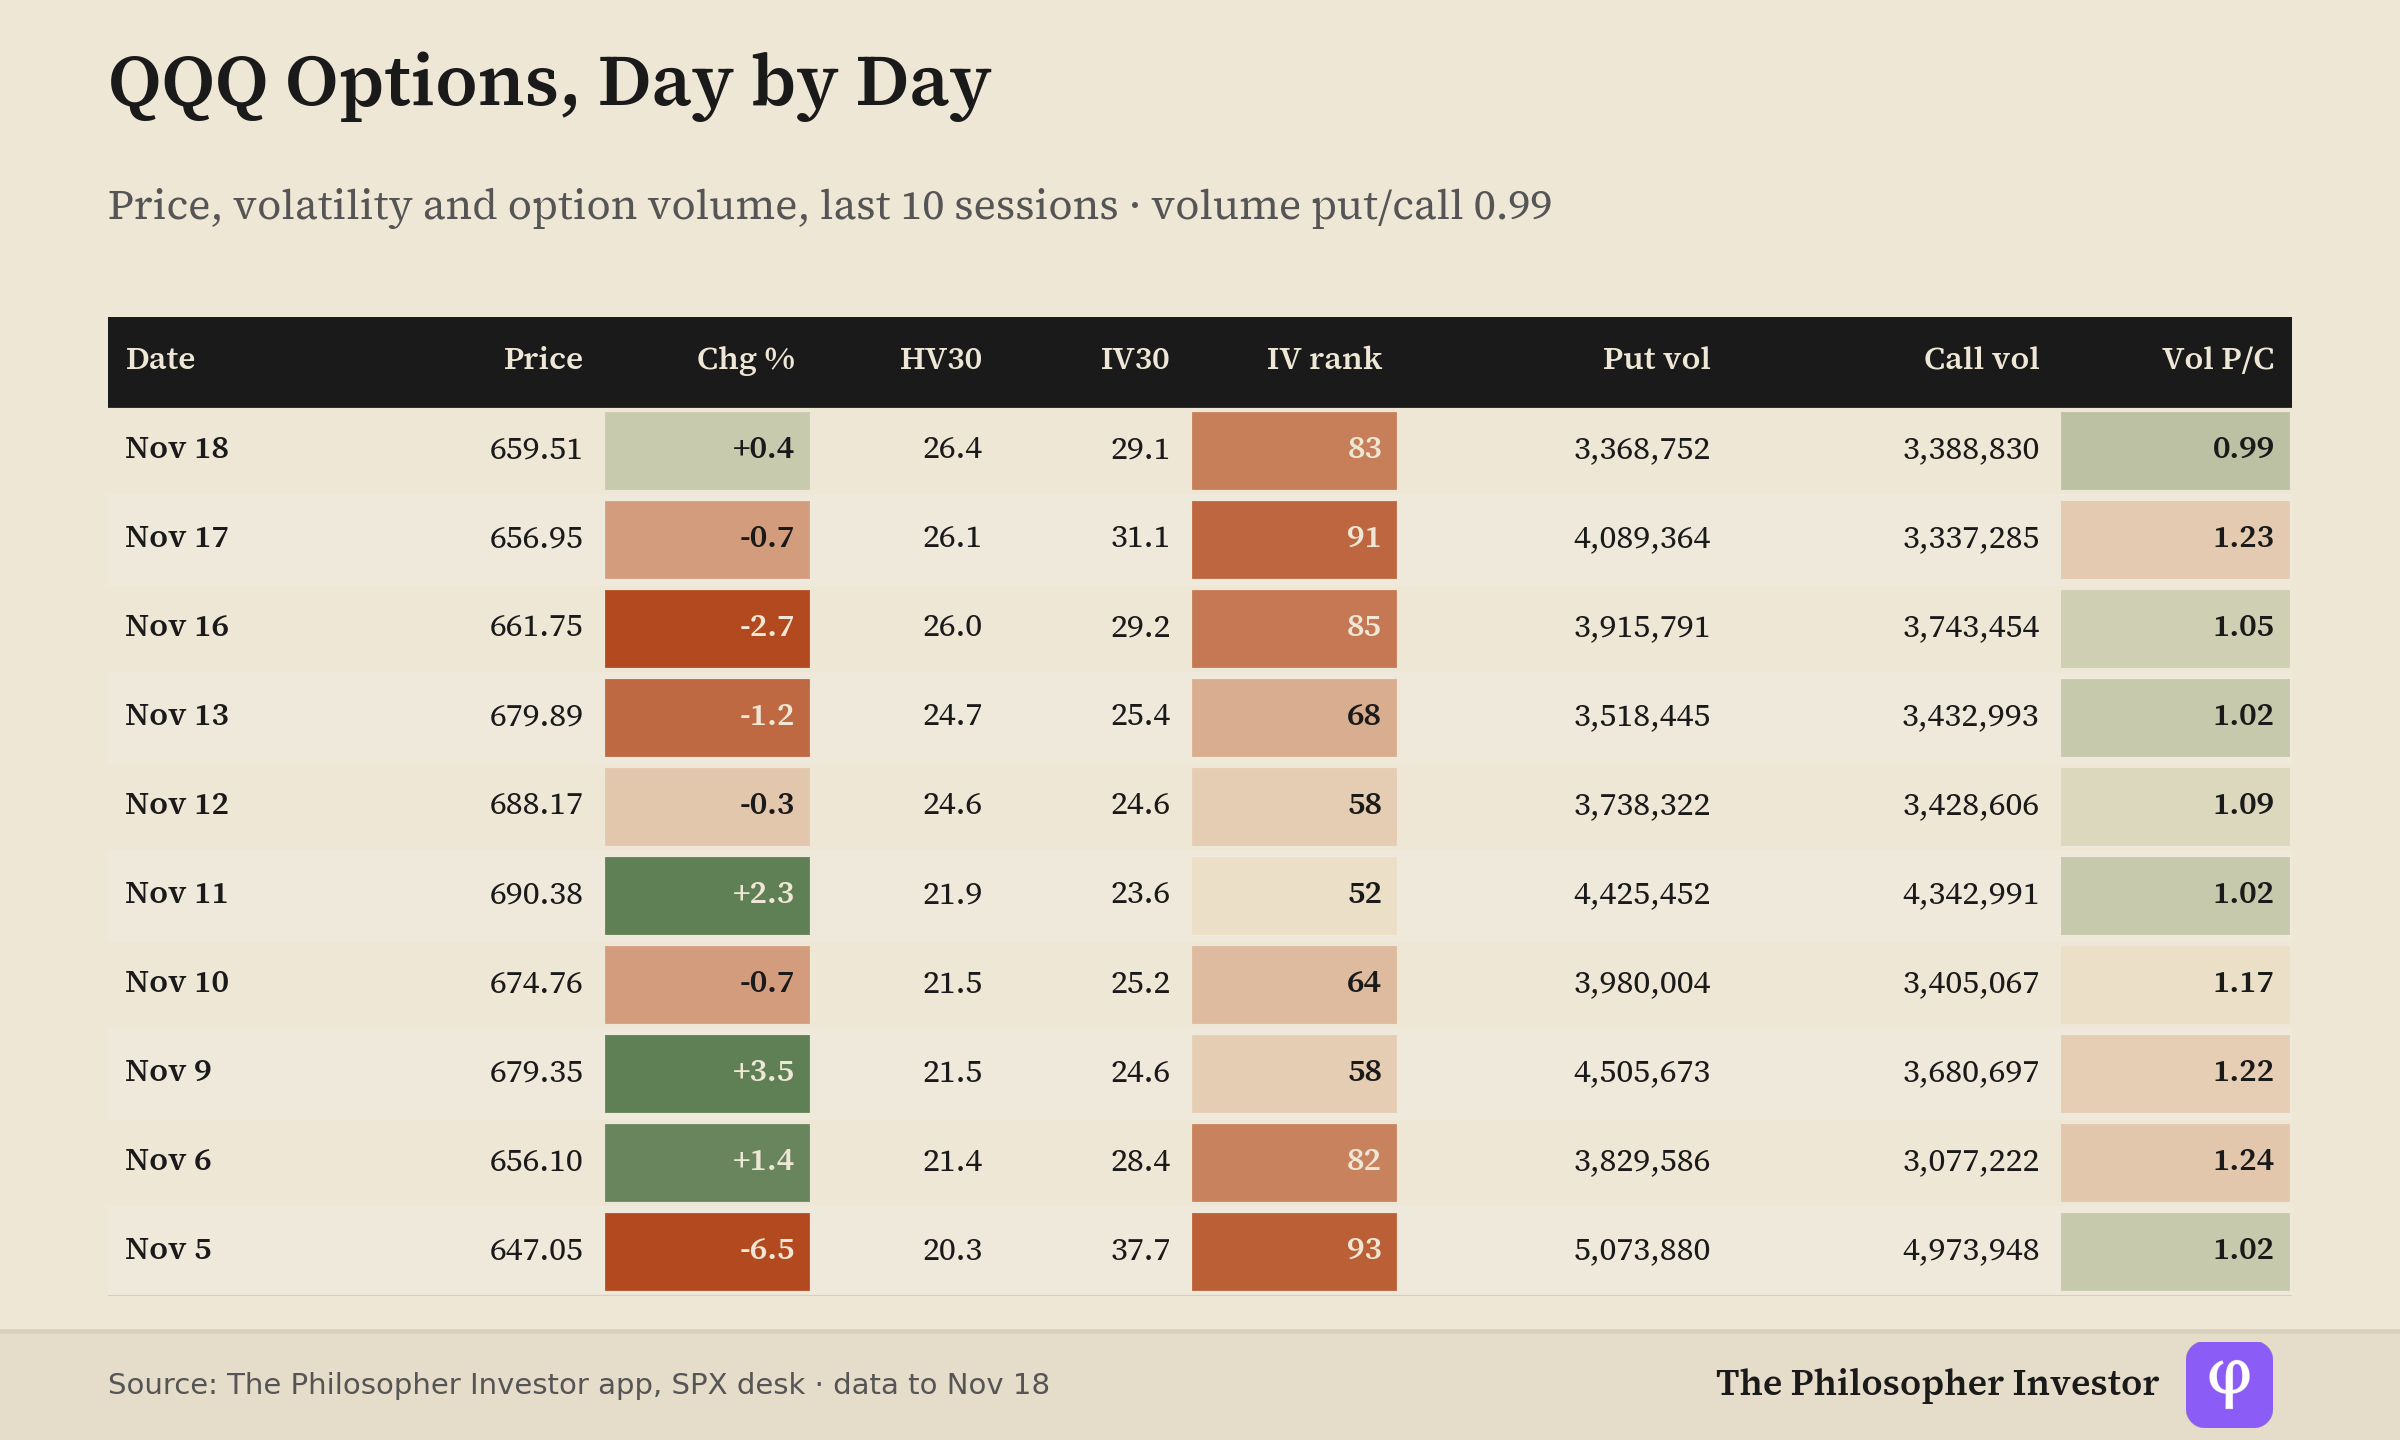 QQQ Options, Day by Day
Price, volatility and option volume, last 10 sessions · volume put/call 0.99
Date Price Chg % HV30 IV30 IV rank Put vol Call vol Vol P/C
Nov 18 659.51 +0.4 26.4 29.1 83 3,368,752 3,388,830 0.99
Nov 17 656.95 -0.7 26.1 31.1 91 4,089,364 3,337,285 1.23
Nov 16 661.75 -2.7 26.0 29.2 85 3,915,791 3,743,454 1.05
Nov 13 679.89 -1.2 24.7 25.4 68 3,518,445 3,432,993 1.02
Nov 12 688.17 -0.3 24.6 24.6 58 3,738,322 3,428,606 1.09
Nov 11 690.38 +2.3 21.9 23.6 52 4,425,452 4,342,991 1.02
Nov 10 674.76 -0.7 21.5 25.2 64 3,980,004 3,405,067 1.17
Nov 9 679.35 +3.5 21.5 24.6 58 4,505,673 3,680,697 1.22
Nov 6 656.10 +1.4 21.4 28.4 82 3,829,586 3,077,222 1.24
Nov 5 647.05 -6.5 20.3 37.7 93 5,073,880 4,973,948 1.02
Source: The Philosopher Investor app, SPX desk · data to Nov 18
The Philosopher Investor φ